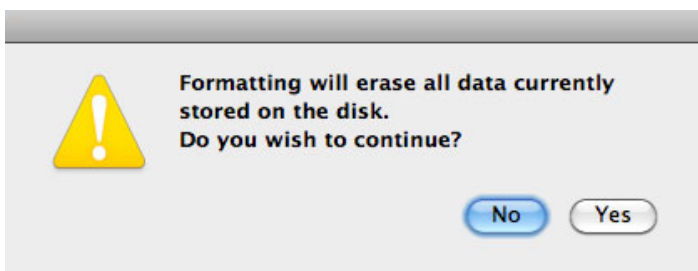 Formatting will erase all data currently
stored on the disk.
Do you wish to continue?
No Yes